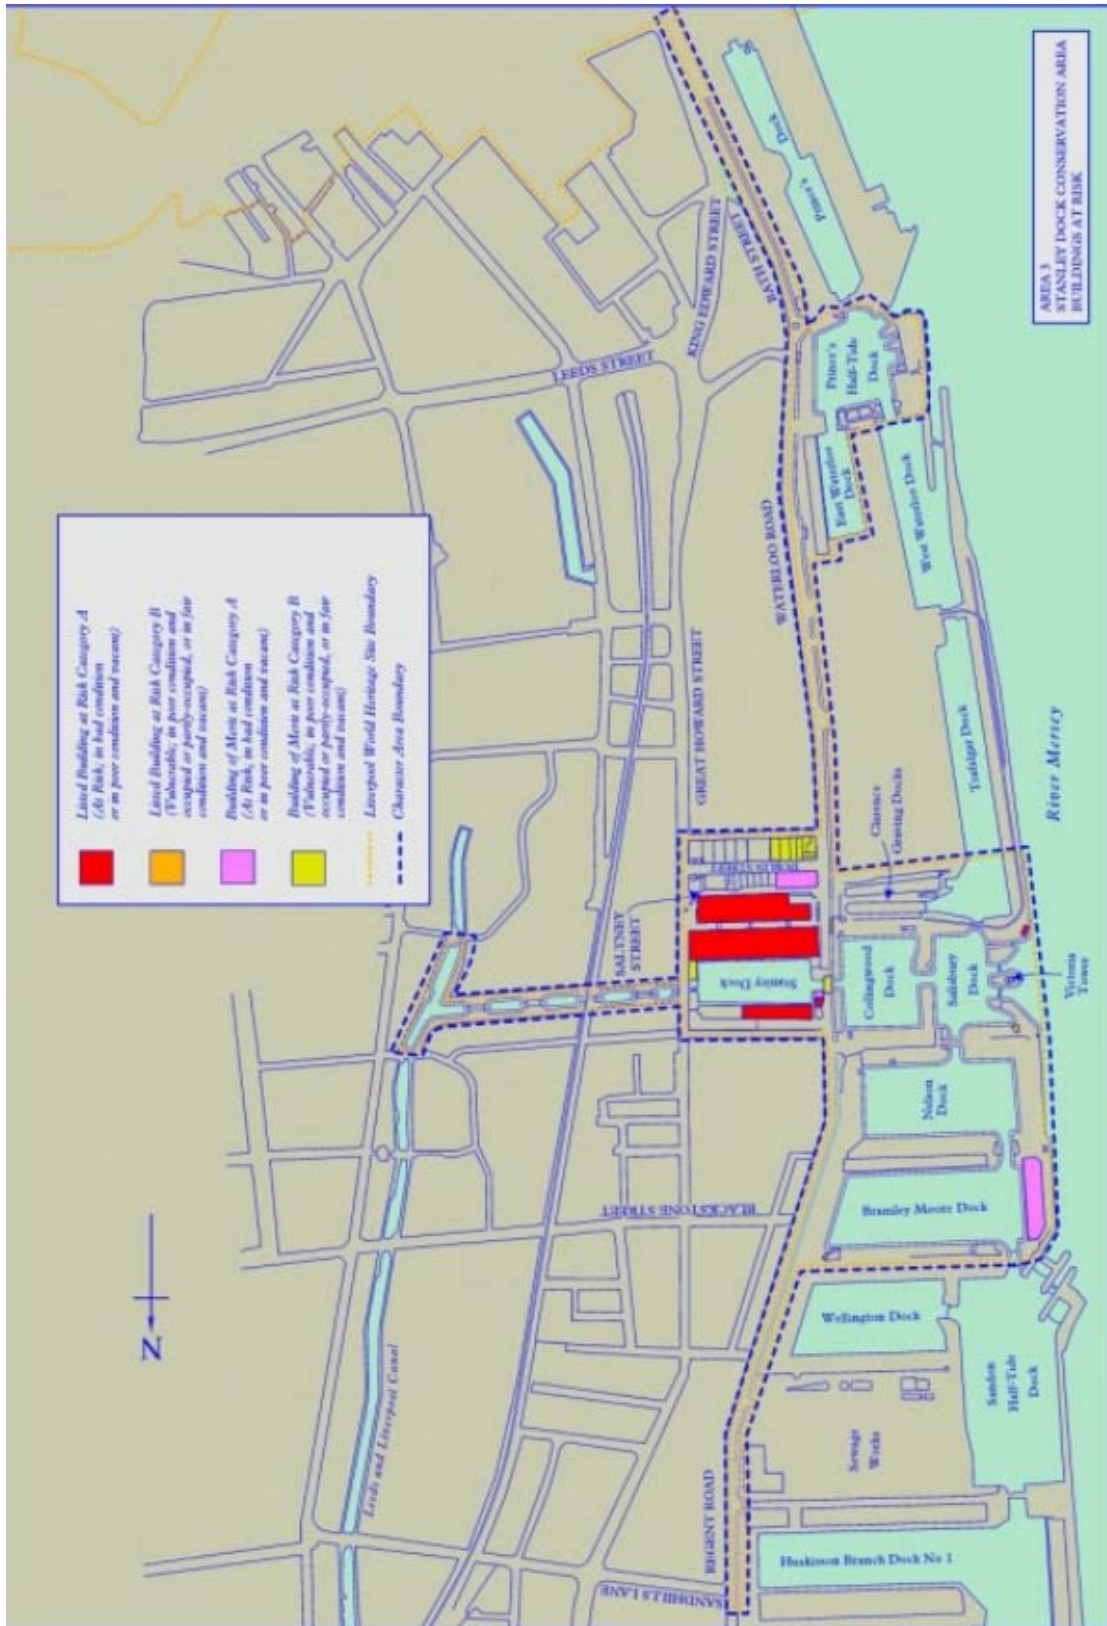 AREA 3
STANLEY DOCK CONSERVATION AREA
BUILDINGS AT RISK
Listed Building at Risk Category A
(At Risk; in bad condition
or in poor condition and vacant)
Listed Building at Risk Category B
(Vulnerable; in poor condition and
occupied or partly-occupied, or in fair
condition and vacant)
Building of Merit at Risk Category A
(At Risk; in bad condition
or in poor condition and vacant)
Building of Merit at Risk Category B
(Vulnerable; in poor condition and
occupied or partly-occupied, or in fair
condition and vacant)
Liverpool World Heritage Site Boundary
Character Area Boundary
N
Leeds and Liverpool Canal
SANDHILLS LANE
REGENT ROAD
BLACKSTONE STREET
SALTNEY
STREET
DUBLIN STREET
GREAT HOWARD STREET
WATERLOO ROAD
LEEDS STREET
KING EDWARD STREET
BATH STREET
Huskisson Branch Dock No 1
Sewage
Works
Sandon
Half-Tide
Dock
Wellington Dock
Bramley Moore Dock
Nelson
Dock
Stanley Dock
Collingwood
Dock
Salisbury
Dock
Victoria
Tower
Clarence
Graving Docks
Trafalgar Dock
West Waterloo Dock
East Waterloo
Dock
Prince's
Half-Tide
Dock
Prince's
Dock
River Mersey